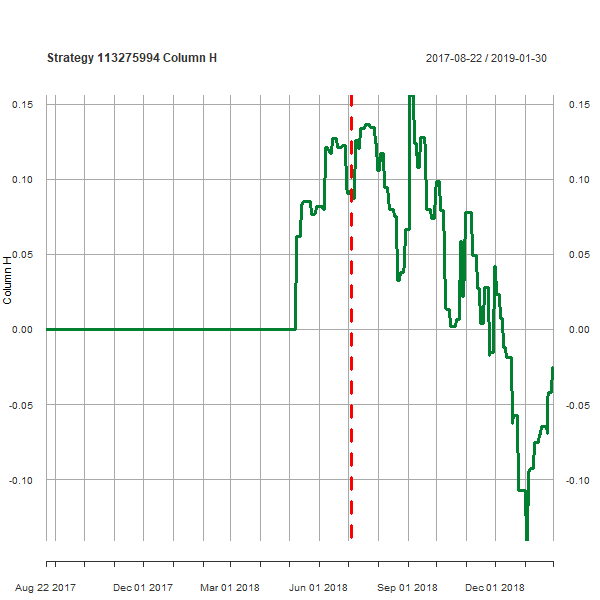 Strategy 113275994 Column H
2017-08-22 / 2019-01-30
0.15 0.15
0.10 0.10
0.05 0.05
Column H
0.00 0.00
-0.05 -0.05
-0.10 -0.10
Aug 22 2017 Dec 01 2017 Mar 01 2018 Jun 01 2018 Sep 01 2018 Dec 01 2018